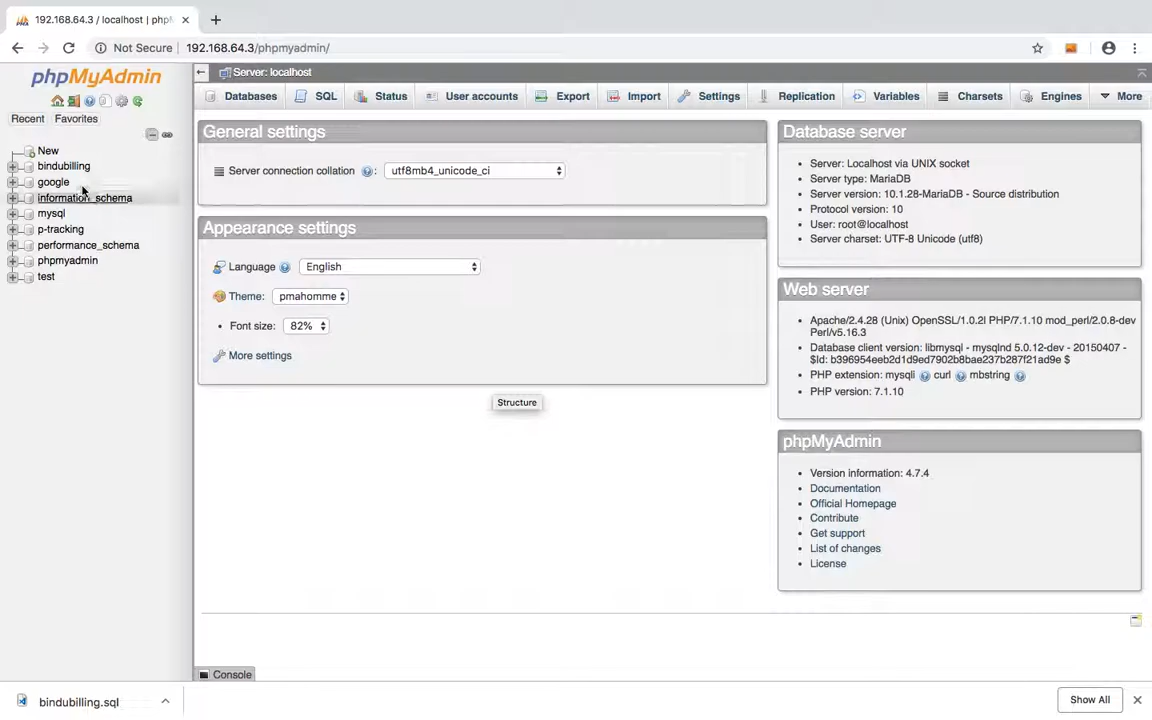 192.168.64.3 / localhost | phpM
Not Secure | 192.168.64.3/phpmyadmin/
phpMyAdmin
Recent Favorites
New
bindubilling
google
information_schema
mysql
p-tracking
performance_schema
phpmyadmin
test
Server: localhost
Databases SQL Status User accounts Export Import Settings Replication Variables Charsets Engines More
General settings
Server connection collation : utf8mb4_unicode_ci
Appearance settings
Language English
Theme: pmahomme
Font size: 82%
More settings
Structure
Database server
Server: Localhost via UNIX socket
Server type: MariaDB
Server version: 10.1.28-MariaDB - Source distribution
Protocol version: 10
User: root@localhost
Server charset: UTF-8 Unicode (utf8)
Web server
Apache/2.4.28 (Unix) OpenSSL/1.0.2l PHP/7.1.10 mod_perl/2.0.8-dev
Perl/v5.16.3
Database client version: libmysql - mysqlnd 5.0.12-dev - 20150407 -
$Id: b396954eeb2d1d9ed7902b8bae237b287f21ad9e $
PHP extension: mysqli curl mbstring
PHP version: 7.1.10
phpMyAdmin
Version information: 4.7.4
Documentation
Official Homepage
Contribute
Get support
List of changes
License
Console
bindubilling.sql
Show All